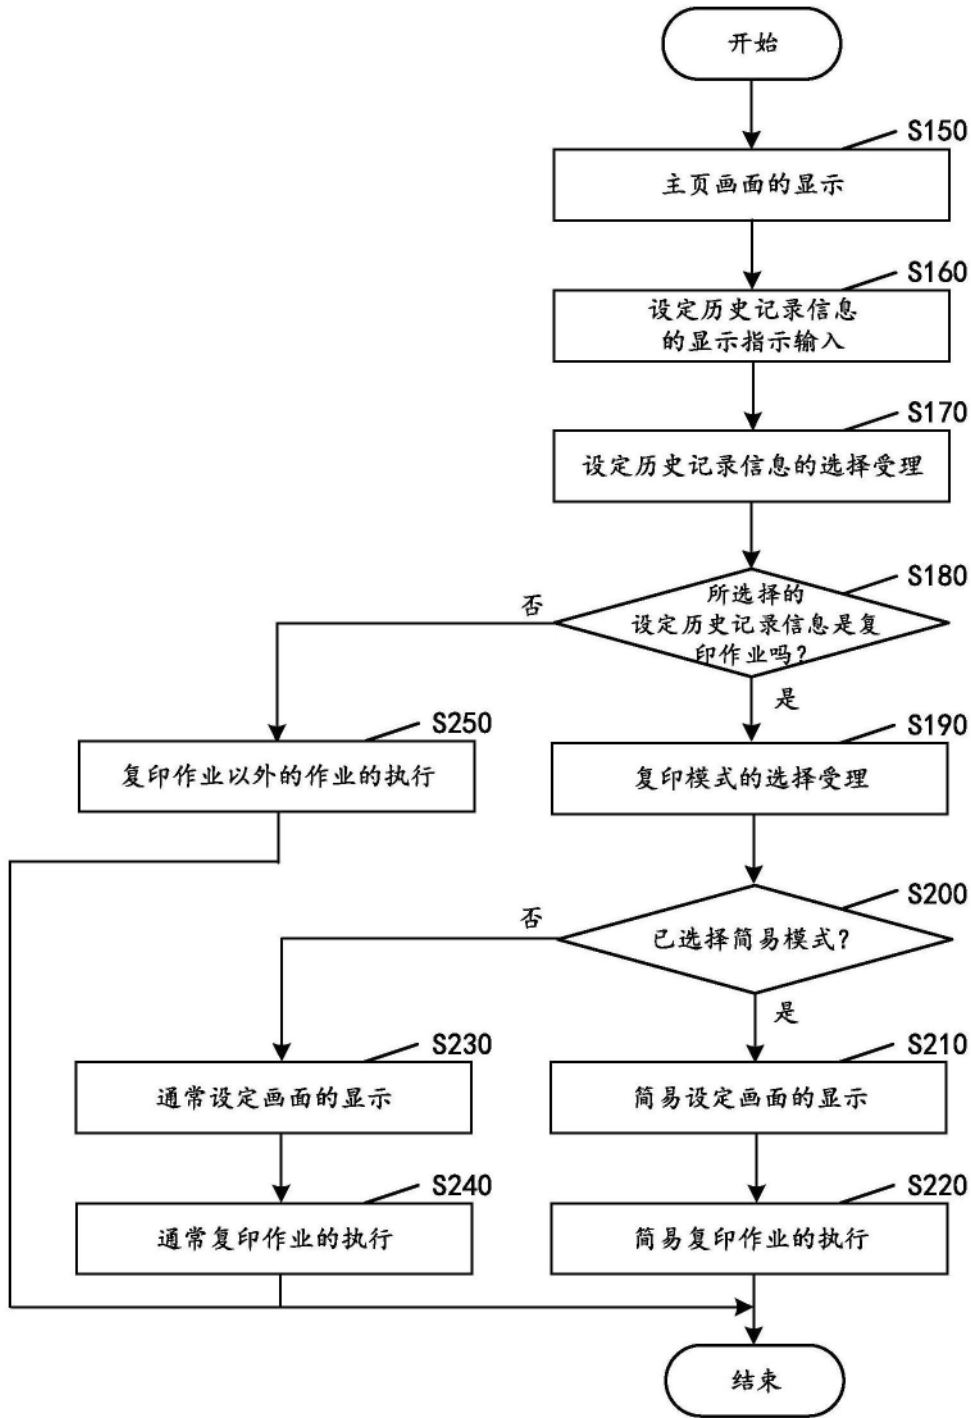 开始
S150
主页画面的显示
S160
设定历史记录信息
的显示指示输入
S170
设定历史记录信息的选择受理
S180
所选择的
设定历史记录信息是复
印作业吗?
否
是
S250
复印作业以外的作业的执行
S190
复印模式的选择受理
S200
已选择简易模式?
否
是
S230
通常设定画面的显示
S210
简易设定画面的显示
S240
通常复印作业的执行
S220
简易复印作业的执行
结束